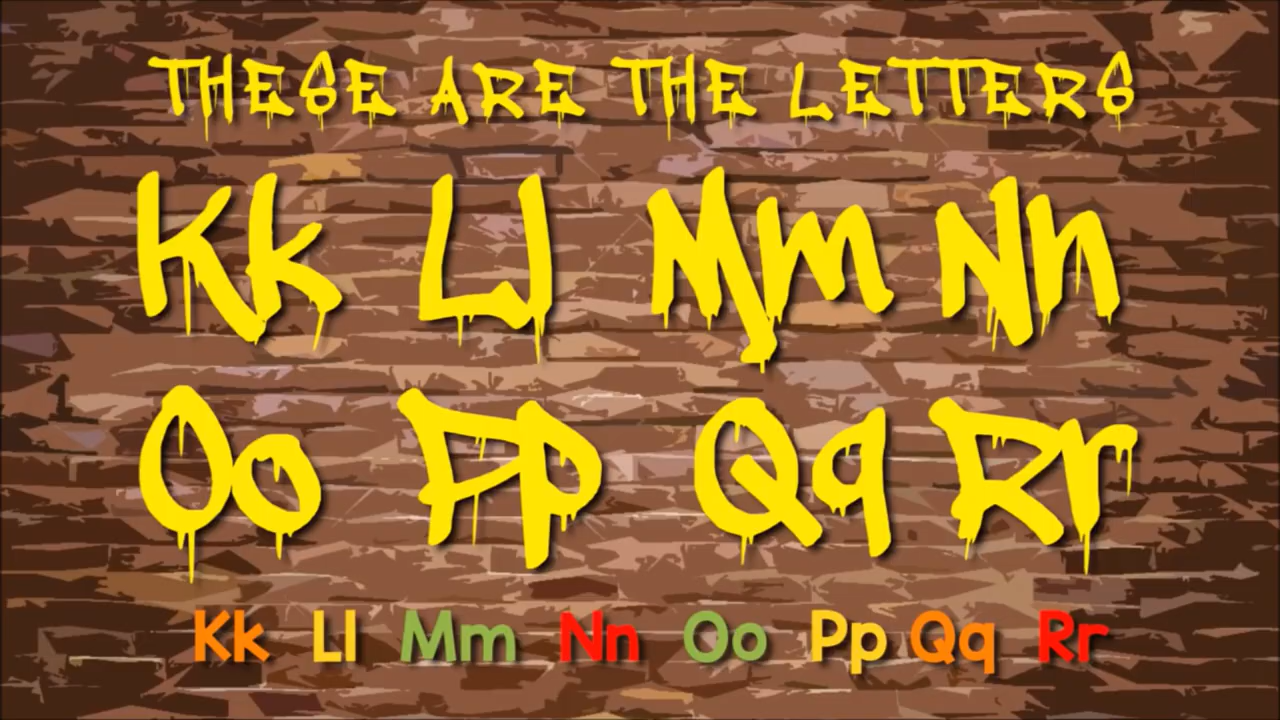 THESE ARE THE LETTERS
Kk Ll Mm Nn
Oo Pp Qq Rr
Kk Ll Mm Nn Oo Pp Qq Rr